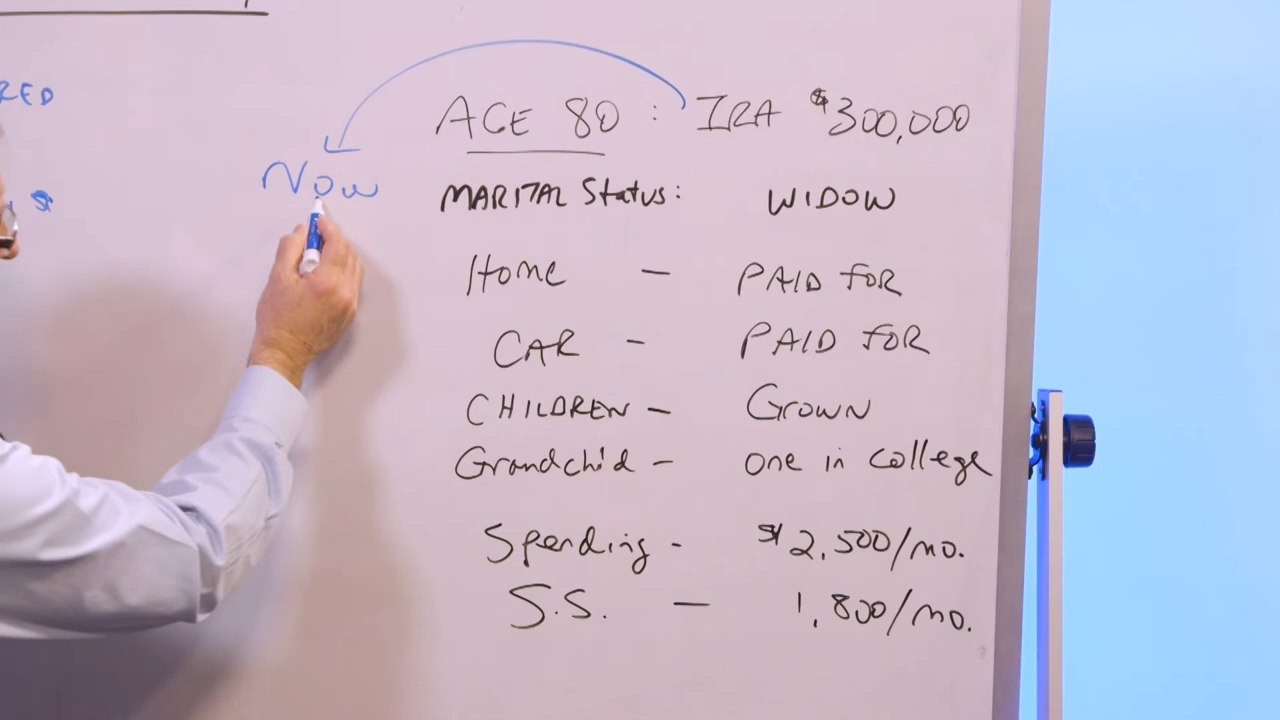 RED
AGE 80 : IRA $300,000
Now
MARITAL Status: WIDOW
$
Home — PAID FOR
CAR - PAID FOR
CHILDREN — Grown
Grandchid — one in college
Spending - $2,500/mo.
S.S. — 1,800/mo.